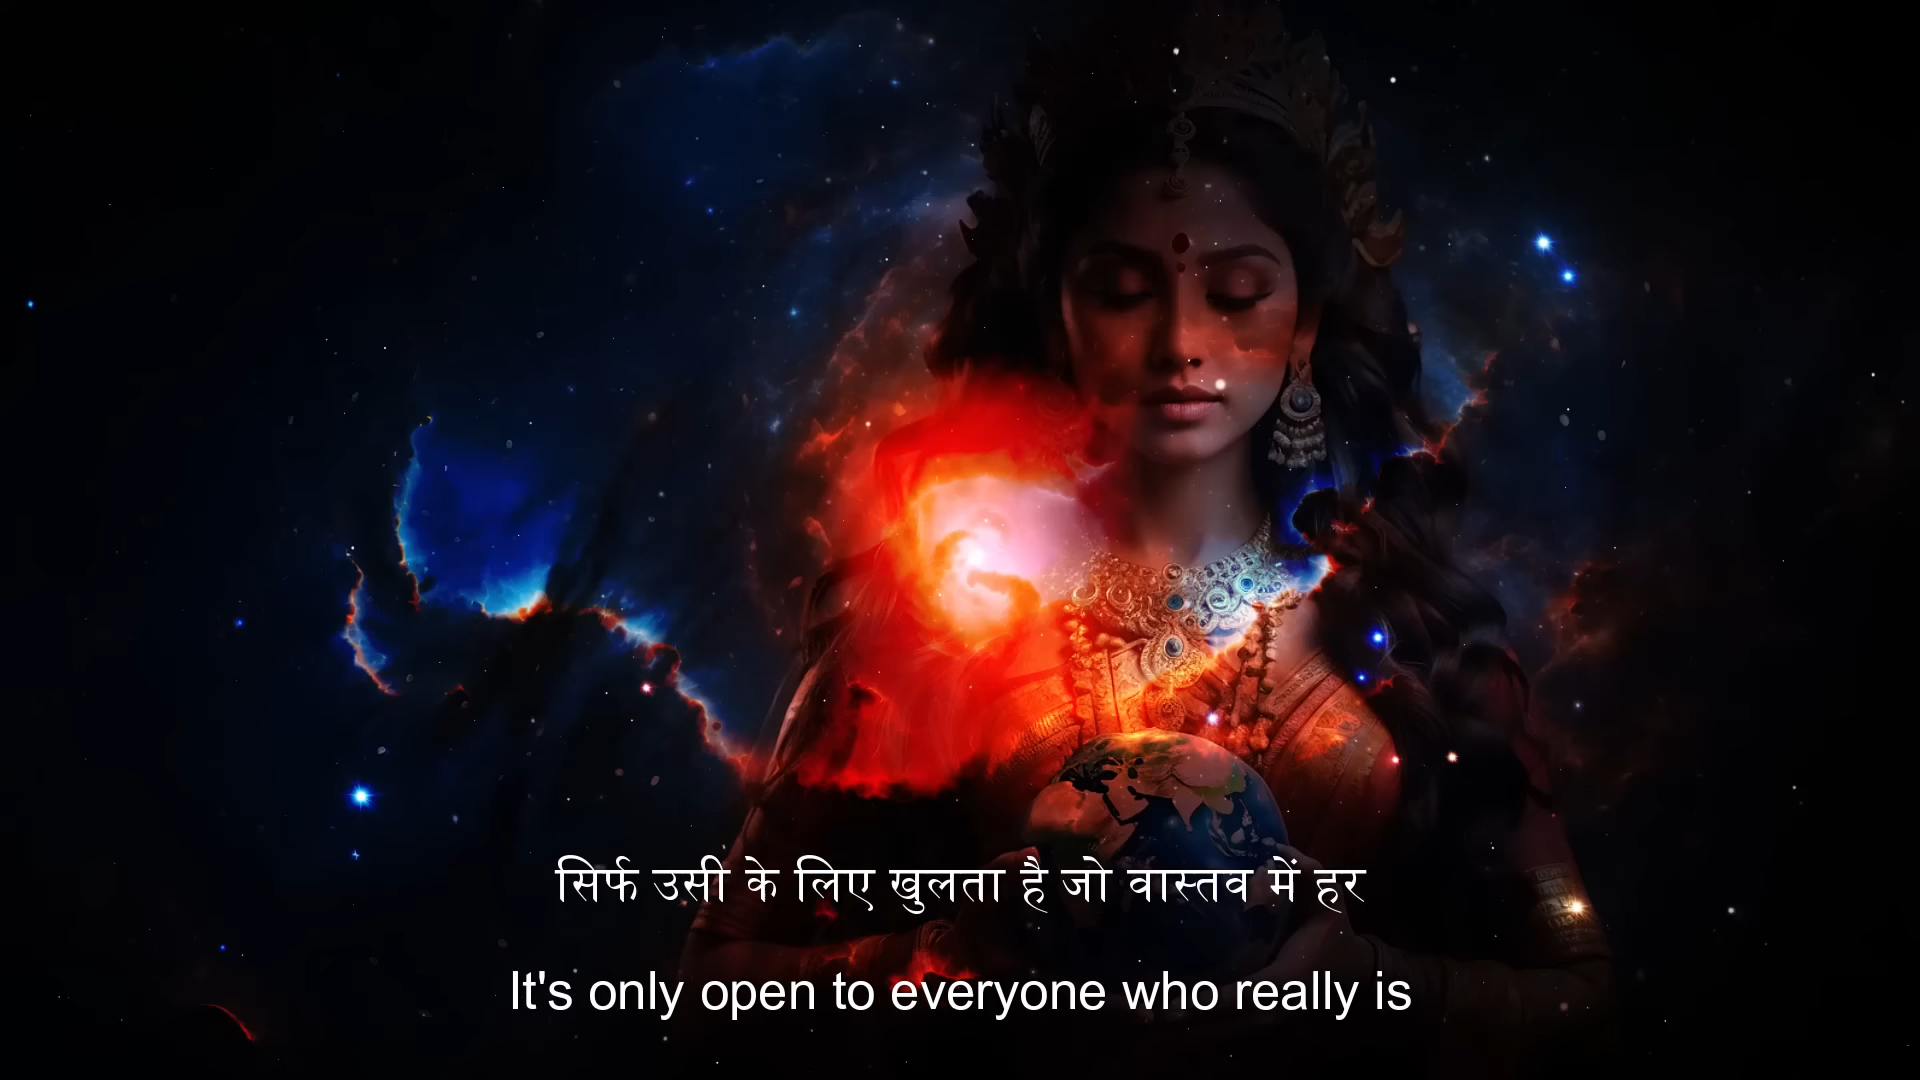 सिर्फ उसी के लिए खुलता है जो वास्तव में हर
It's only open to everyone who really is